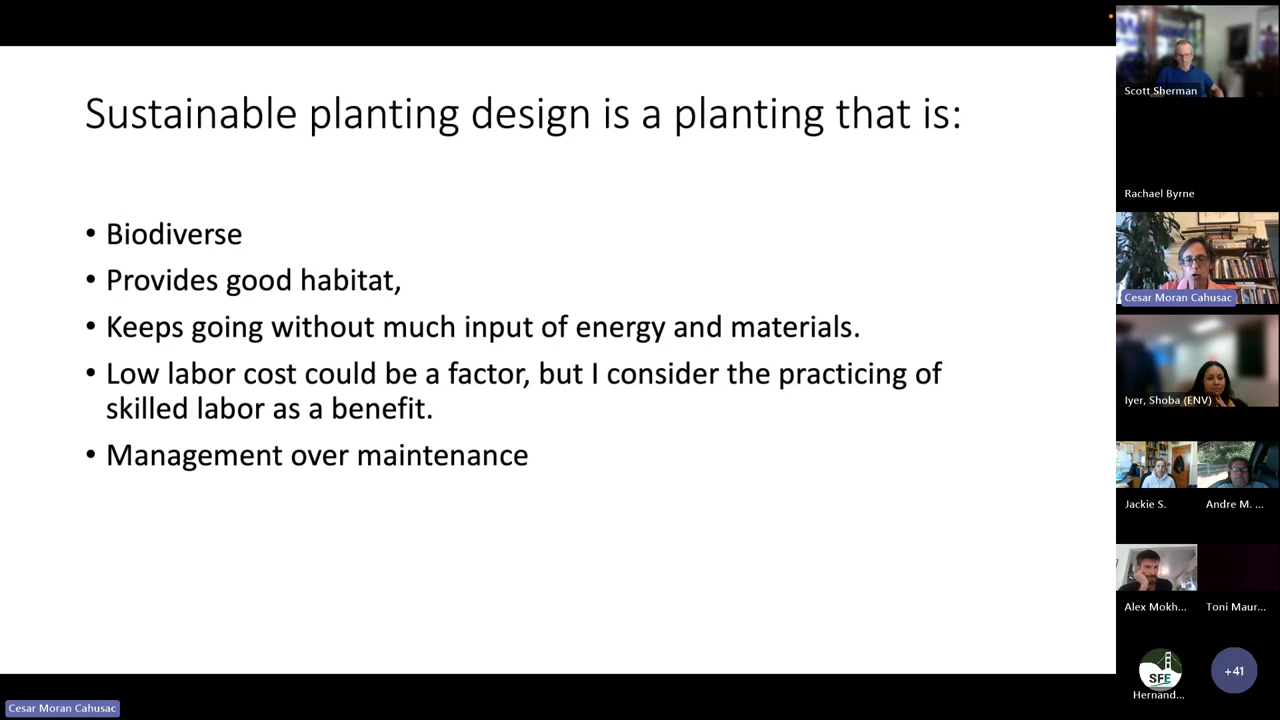 Sustainable planting design is a planting that is:
• Biodiverse
• Provides good habitat,
• Keeps going without much input of energy and materials.
• Low labor cost could be a factor, but I consider the practicing of
skilled labor as a benefit.
• Management over maintenance
Cesar Moran Cahusac
Scott Sherman
Rachael Byrne
Cesar Moran Cahusac
Iyer, Shoba (ENV)
Jackie S.
Andre M. ...
Alex Mokh...
Toni Maur...
SFE
Hernand...
+41